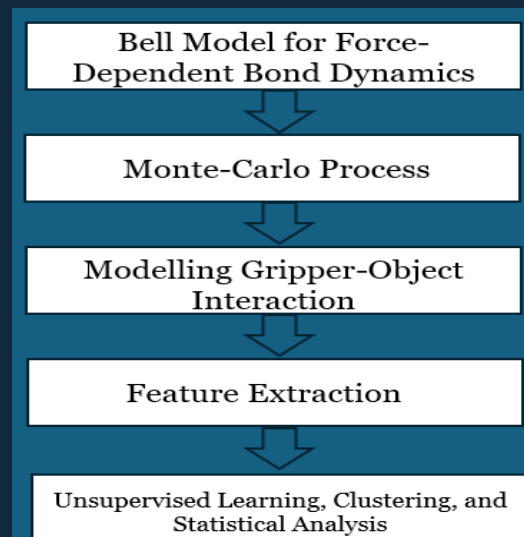 Bell Model for Force-
Dependent Bond Dynamics
Monte-Carlo Process
Modelling Gripper-Object
Interaction
Feature Extraction
Unsupervised Learning, Clustering, and
Statistical Analysis